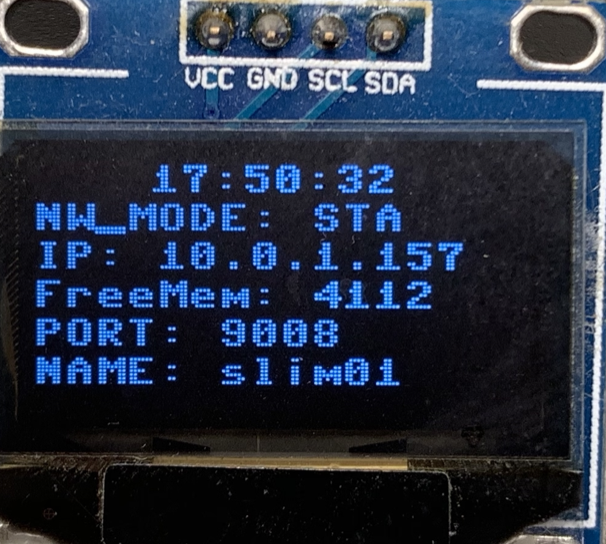 VCC GND SCL SDA
17:50:32
NW_MODE: STA
IP: 10.0.1.157
FreeMem: 4112
PORT: 9008
NAME: slim01